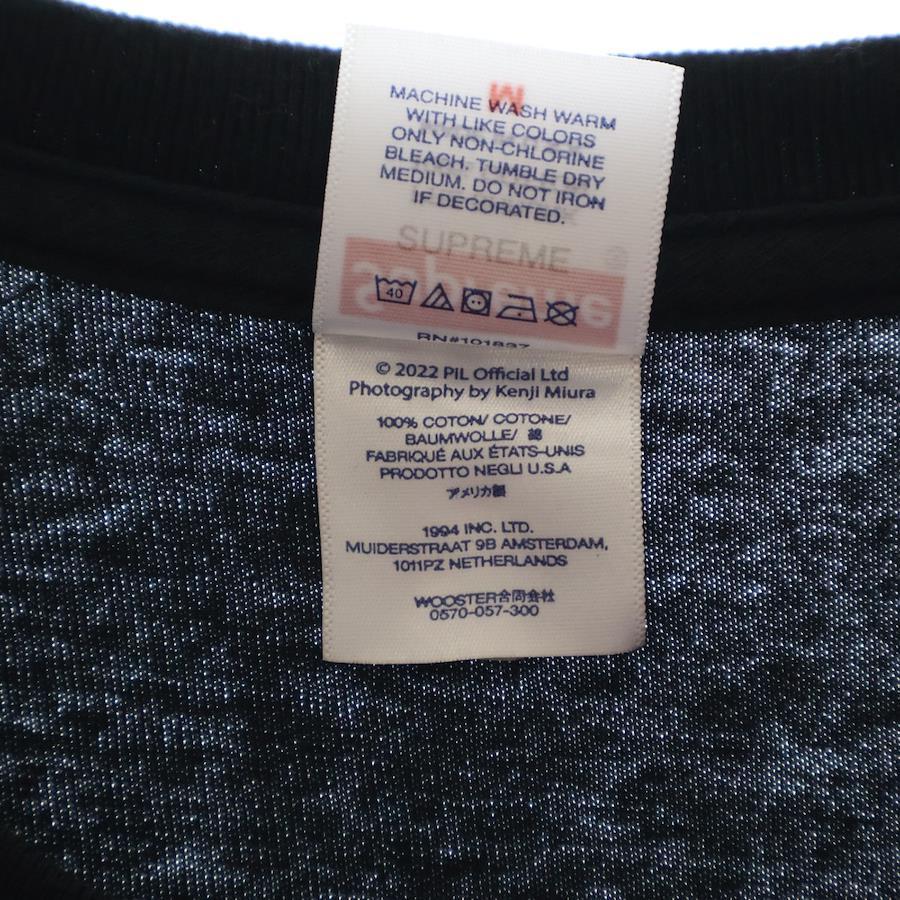 MACHINE WASH WARM
WITH LIKE COLORS
ONLY NON-CHLORINE
BLEACH. TUMBLE DRY
MEDIUM. DO NOT IRON
IF DECORATED.
SUPREME
40
RN#101837
© 2022 PIL Official Ltd
Photography by Kenji Miura
100% COTON/ COTONE/
BAUMWOLLE/ 綿
FABRIQUÉ AUX ÉTATS-UNIS
PRODOTTO NEGLI U.S.A
アメリカ製
1994 INC. LTD.
MUIDERSTRAAT 9B AMSTERDAM,
1011PZ NETHERLANDS
WOOSTER合同会社
0570-057-300